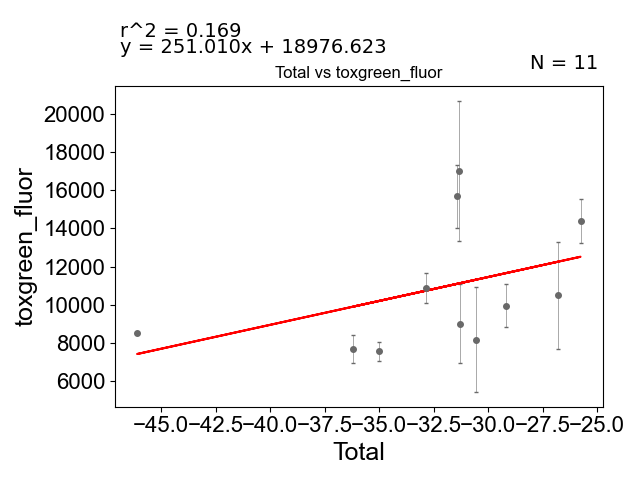 r^2 = 0.169
y = 251.010x + 18976.623
N = 11
Total vs toxgreen_fluor
20000
18000
16000
14000
12000
10000
8000
6000
toxgreen_fluor
−45.0 −42.5 −40.0 −37.5 −35.0 −32.5 −30.0 −27.5 −25.0
Total